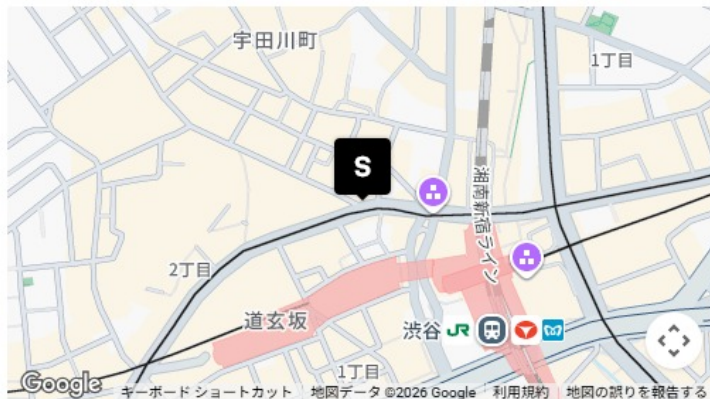 宇田川町
1丁目
S
湘南新宿ライン
2丁目
道玄坂
渋谷 JR
1丁目
Google
キーボード ショートカット
地図データ ©2026 Google
利用規約
地図の誤りを報告する